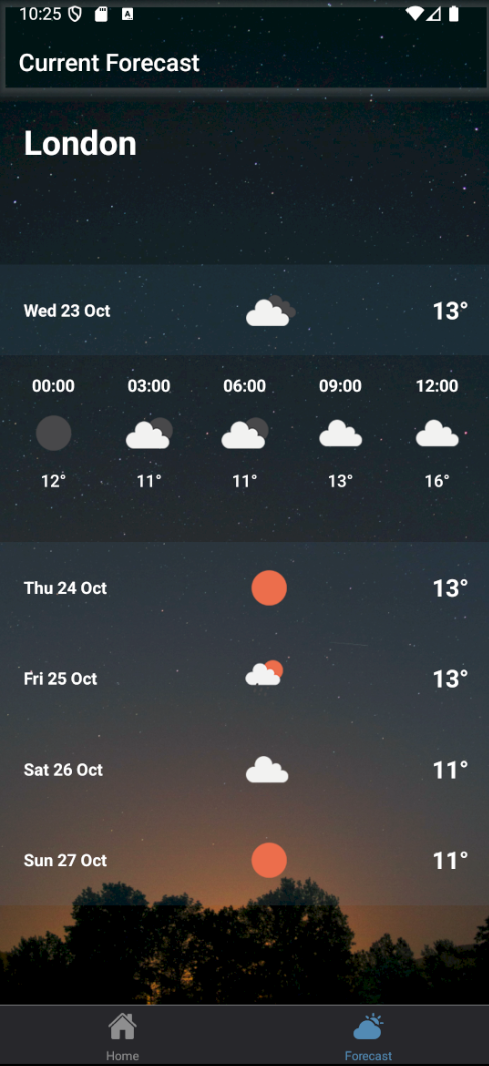 10:25
Current Forecast
London
Wed 23 Oct 13°
00:00 03:00 06:00 09:00 12:00
12° 11° 11° 13° 16°
Thu 24 Oct 13°
Fri 25 Oct 13°
Sat 26 Oct 11°
Sun 27 Oct 11°
Home Forecast